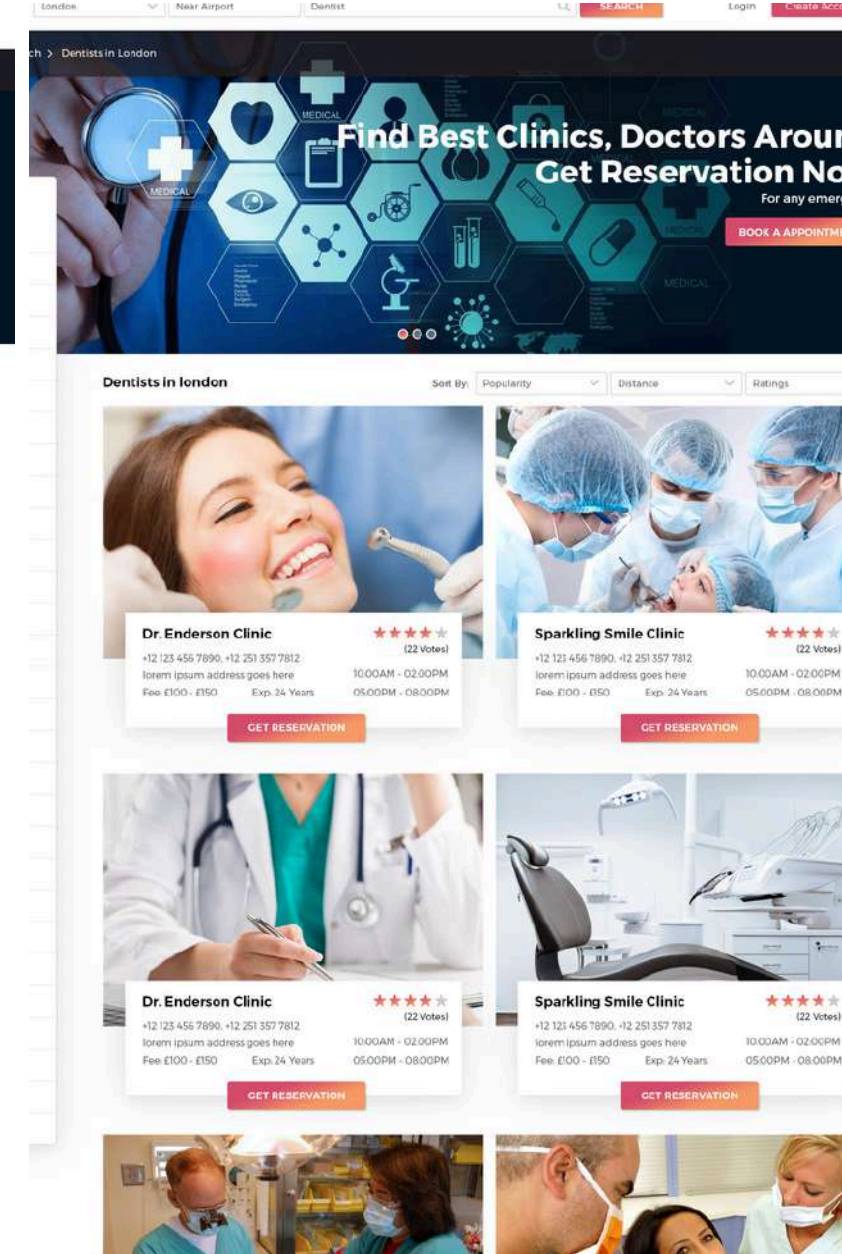 London Near Airport Dentist SEARCH Login Create Acco
ch > Dentists in London
MEDICAL
MEDICAL
MEDICAL
MEDICAL
Find Best Clinics, Doctors Aroun
Get Reservation No
For any emerg
BOOK A APPOINTME
Dentists in london Sort By: Popularity Distance Ratings
Dr. Enderson Clinic
(22 Votes)
+12 123 456 7890, +12 251 357 7812
lorem ipsum address goes here 10:00AM - 02:00PM
Fee: £100 - £150 Exp: 24 Years 05:00PM - 08:00PM
GET RESERVATION
Sparkling Smile Clinic
(22 Votes)
+12 123 456 7890, +12 251 357 7812
lorem ipsum address goes here 10:00AM - 02:00PM
Fee: £100 - £150 Exp: 24 Years 05:00PM - 08:00PM
GET RESERVATION
Dr. Enderson Clinic
(22 Votes)
+12 123 456 7890, +12 251 357 7812
lorem ipsum address goes here 10:00AM - 02:00PM
Fee: £100 - £150 Exp: 24 Years 05:00PM - 08:00PM
GET RESERVATION
Sparkling Smile Clinic
(22 Votes)
+12 123 456 7890, +12 251 357 7812
lorem ipsum address goes here 10:00AM - 02:00PM
Fee: £100 - £150 Exp: 24 Years 05:00PM - 08:00PM
GET RESERVATION